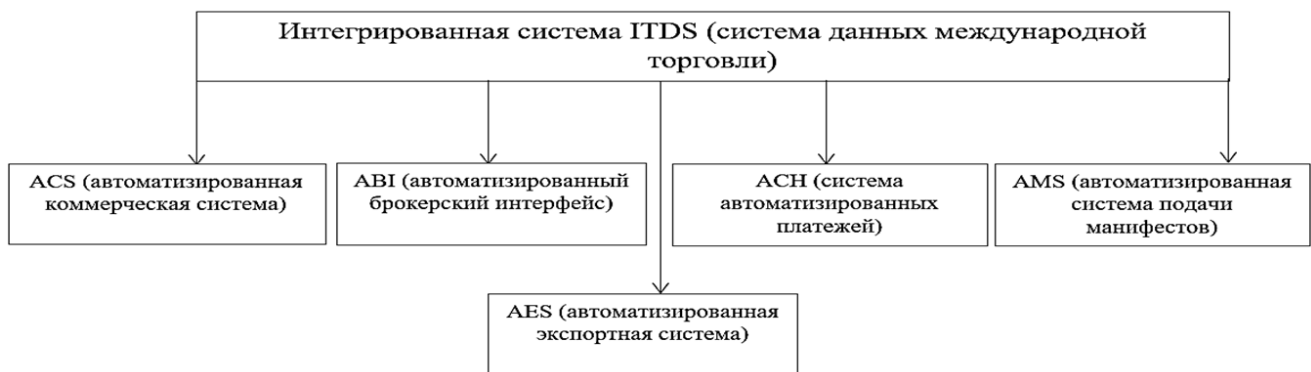 Интегрированная система ITDS (система данных международной
торговли)
ACS (автоматизированная
коммерческая система)
ABI (автоматизированный
брокерский интерфейс)
ACH (система
автоматизированных
платежей)
AMS (автоматизированная
система подачи
манифестов)
AES (автоматизированная
экспортная система)